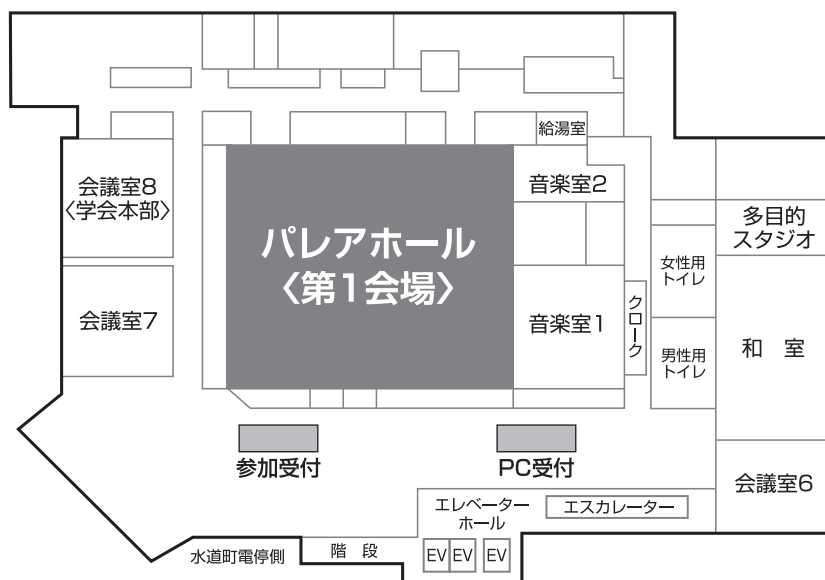 給湯室
会議室8
〈学会本部〉
音楽室2
多目的
スタジオ
パレアホール
〈第1会場〉
女性用
トイレ
会議室7
音楽室1
クローク
和 室
男性用
トイレ
参加受付
PC受付
会議室6
エレベーター
ホール
エスカレーター
水道町電停側
階 段
EV
EV
EV